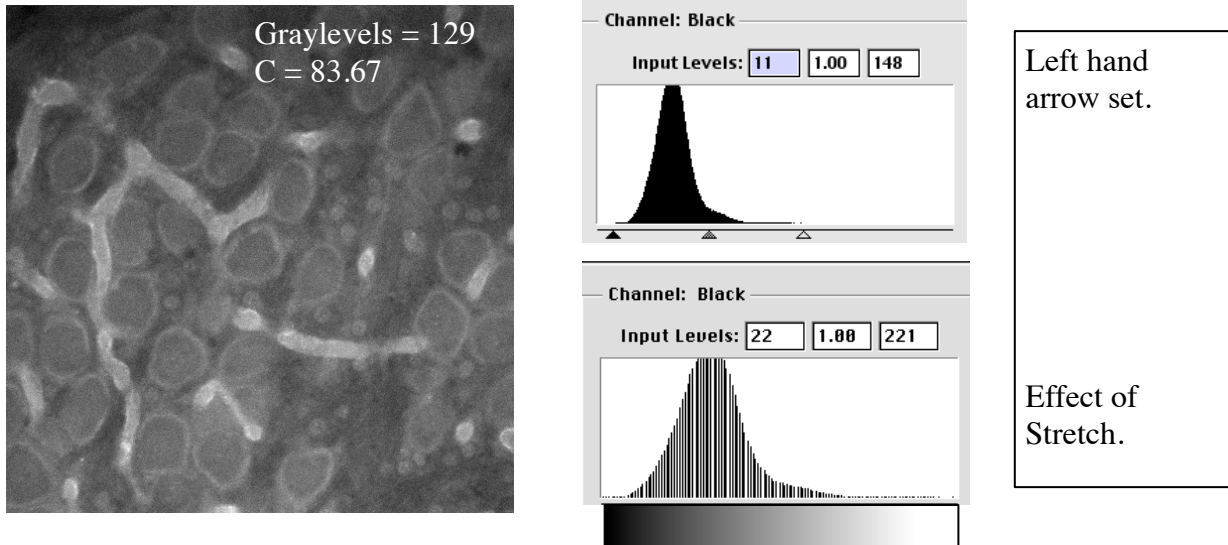 Graylevels = 129
C = 83.67
Channel: Black
Input Levels: 11 1.00 148
Channel: Black
Input Levels: 22 1.00 221
Left hand
arrow set.
Effect of
Stretch.